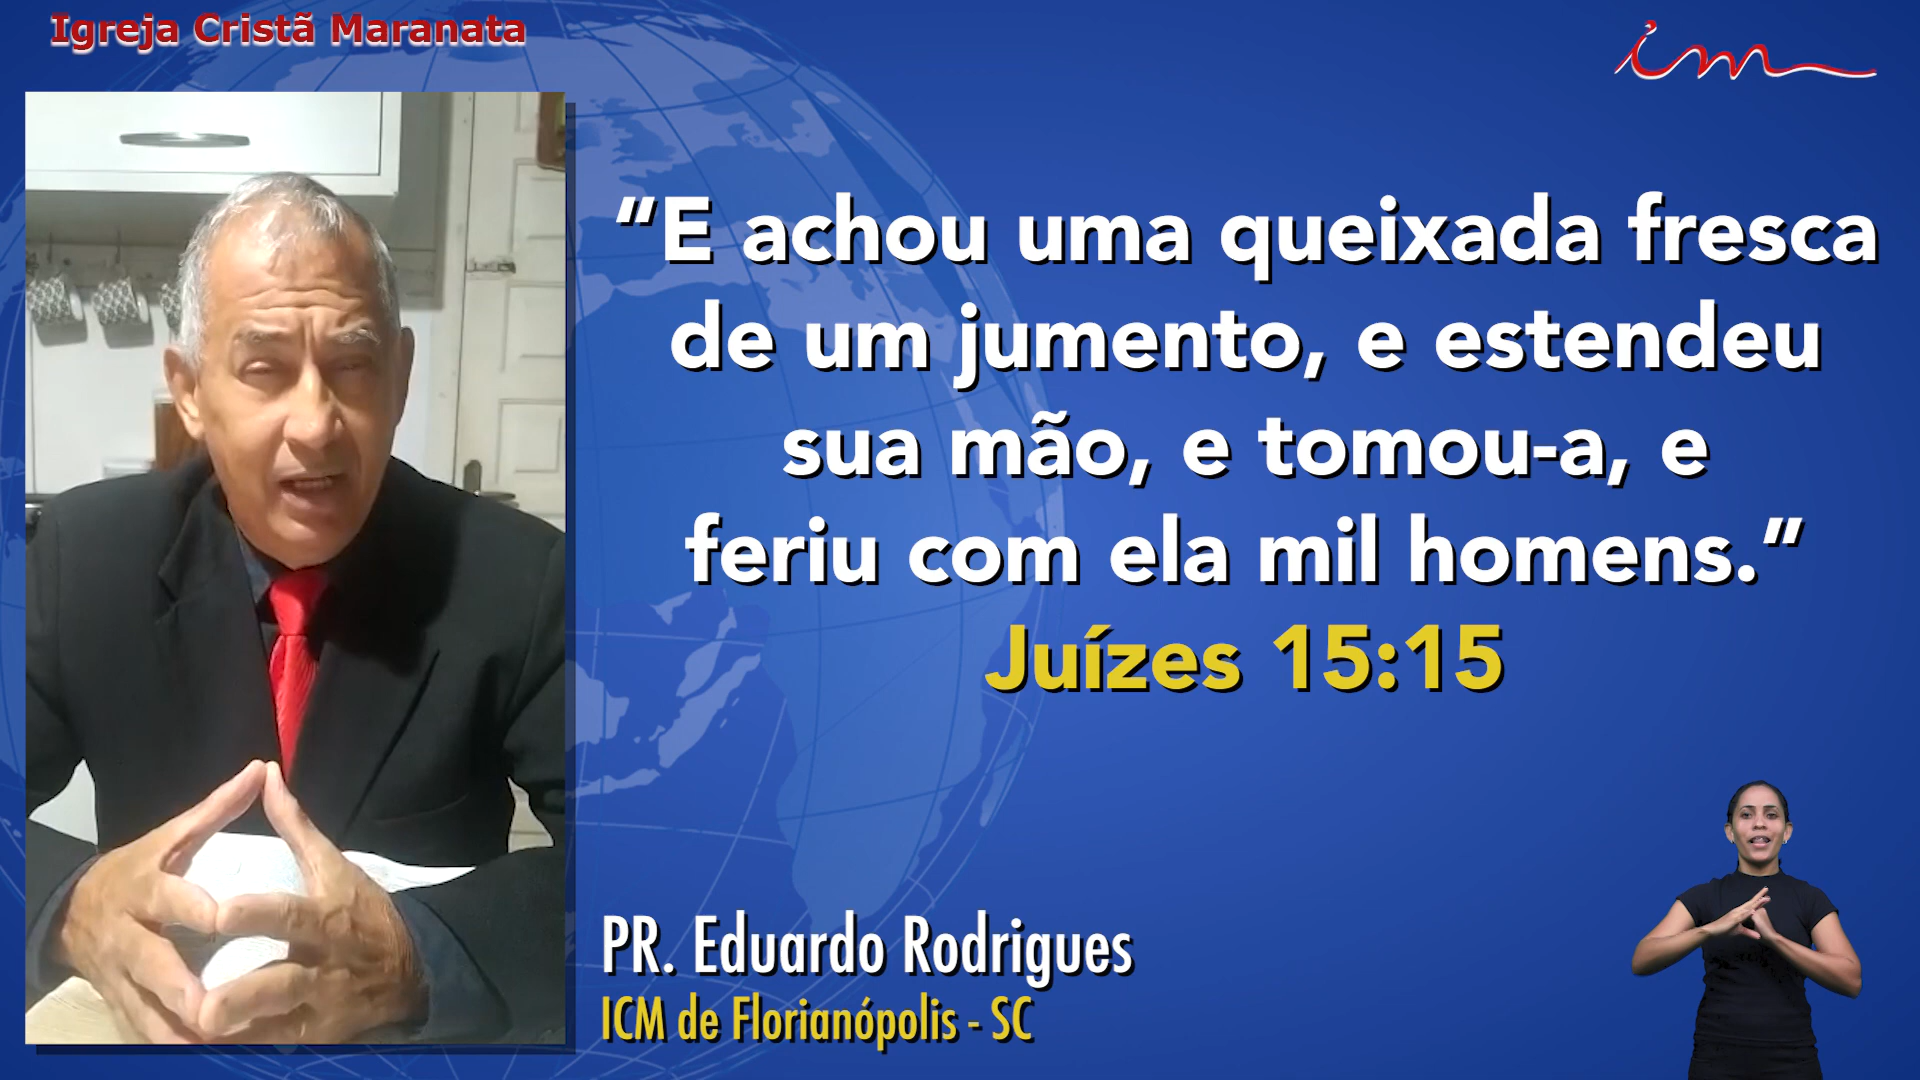 Igreja Cristã Maranata
im
“E achou uma queixada fresca
de um jumento, e estendeu
sua mão, e tomou-a, e
feriu com ela mil homens.”
Juízes 15:15
PR. Eduardo Rodrigues
ICM de Florianópolis - SC